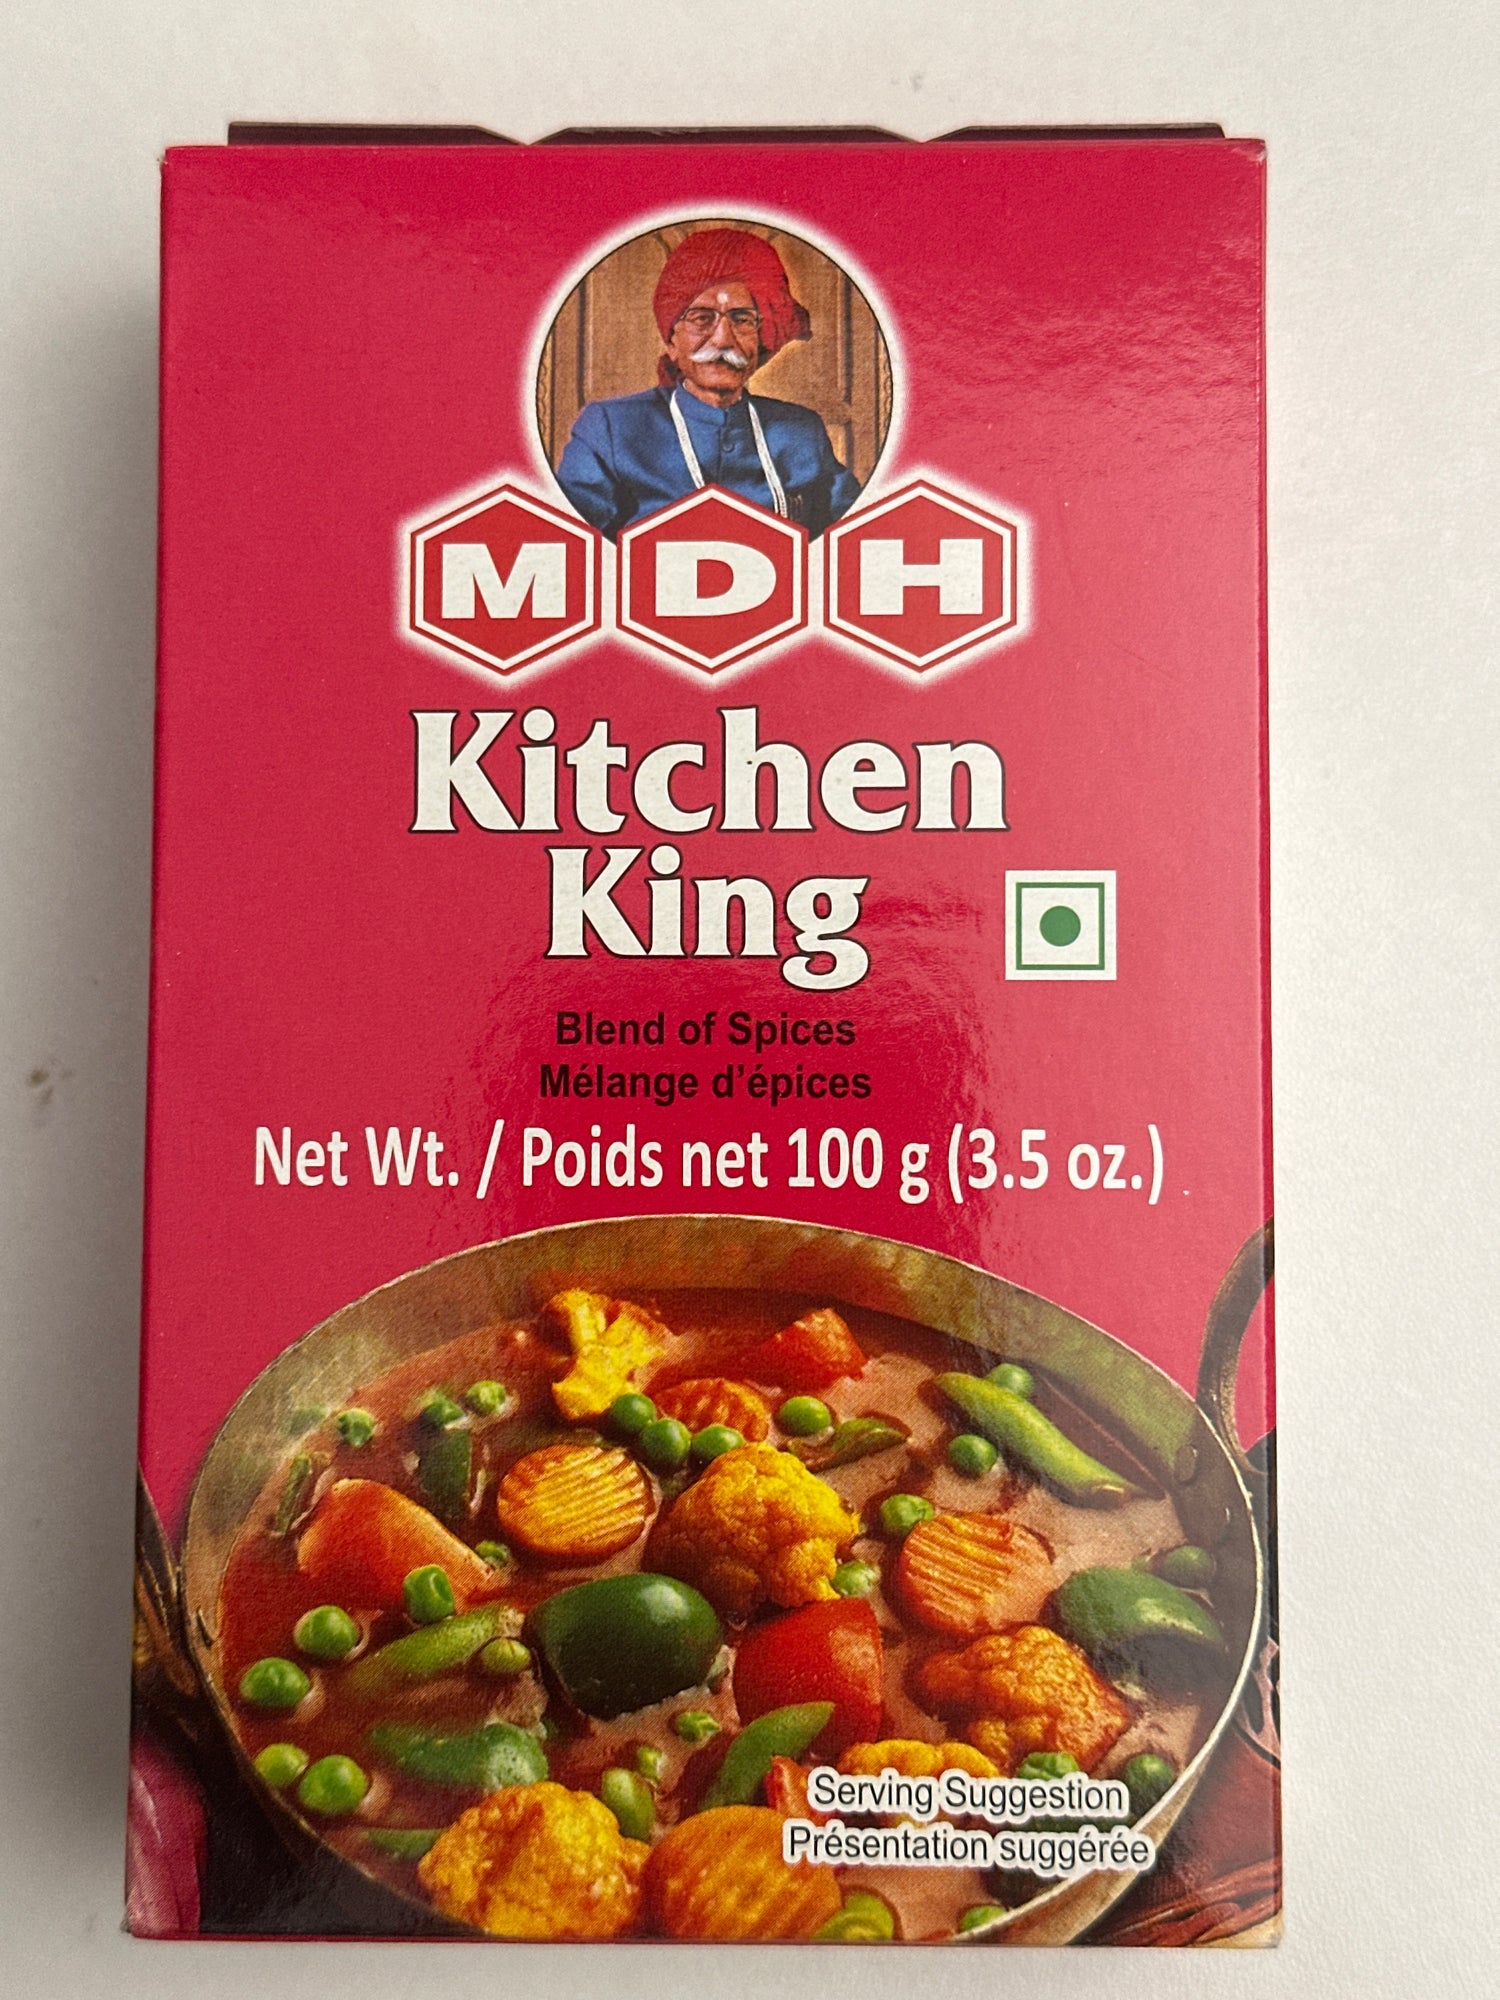 MDH
Kitchen
King
Blend of Spices
Mélange d'épices
Net Wt. / Poids net 100 g (3.5 oz.)
Serving Suggestion
Présentation suggérée